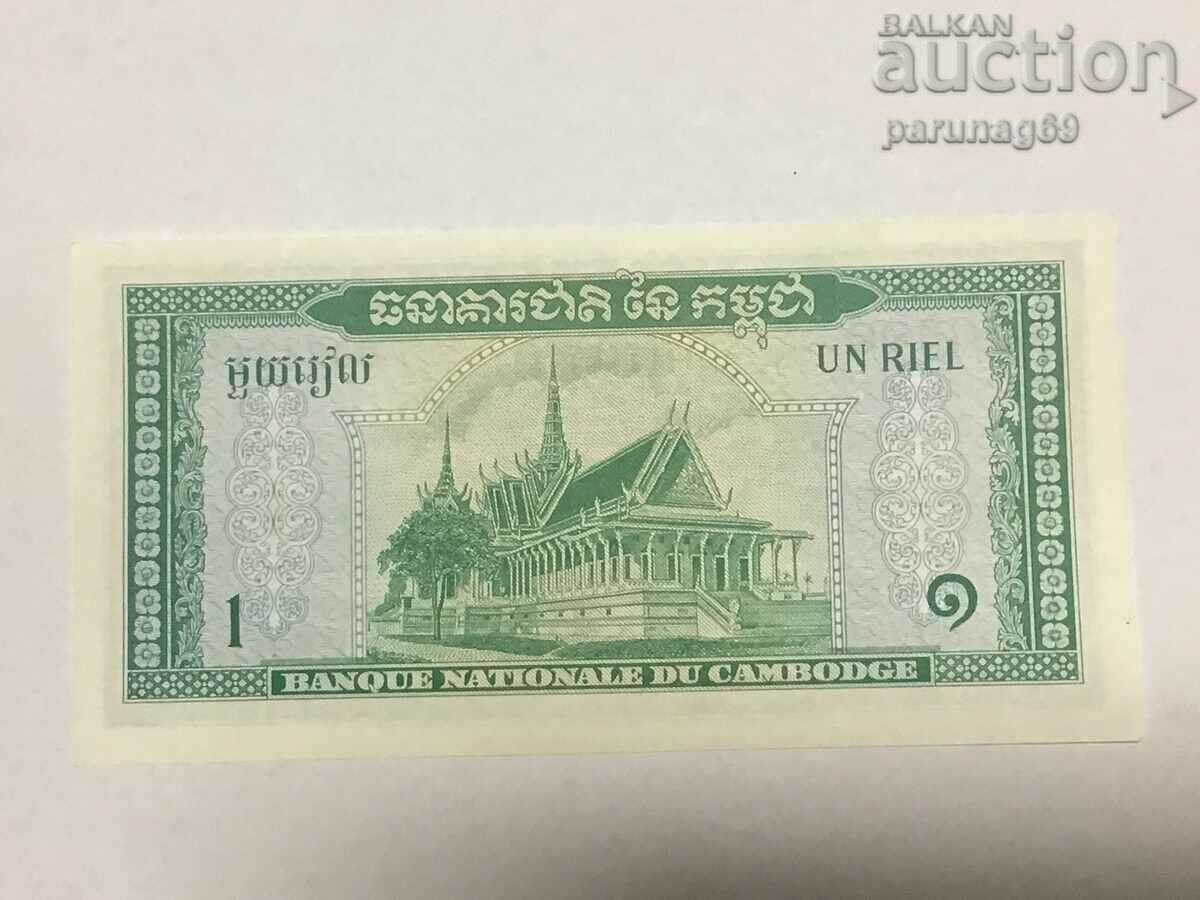 BALKAN
auction
parunag69
ធនាគារជាតិ នៃ កម្ពុជា
មួយរៀល
UN RIEL
1
១
BANQUE NATIONALE DU CAMBODGE